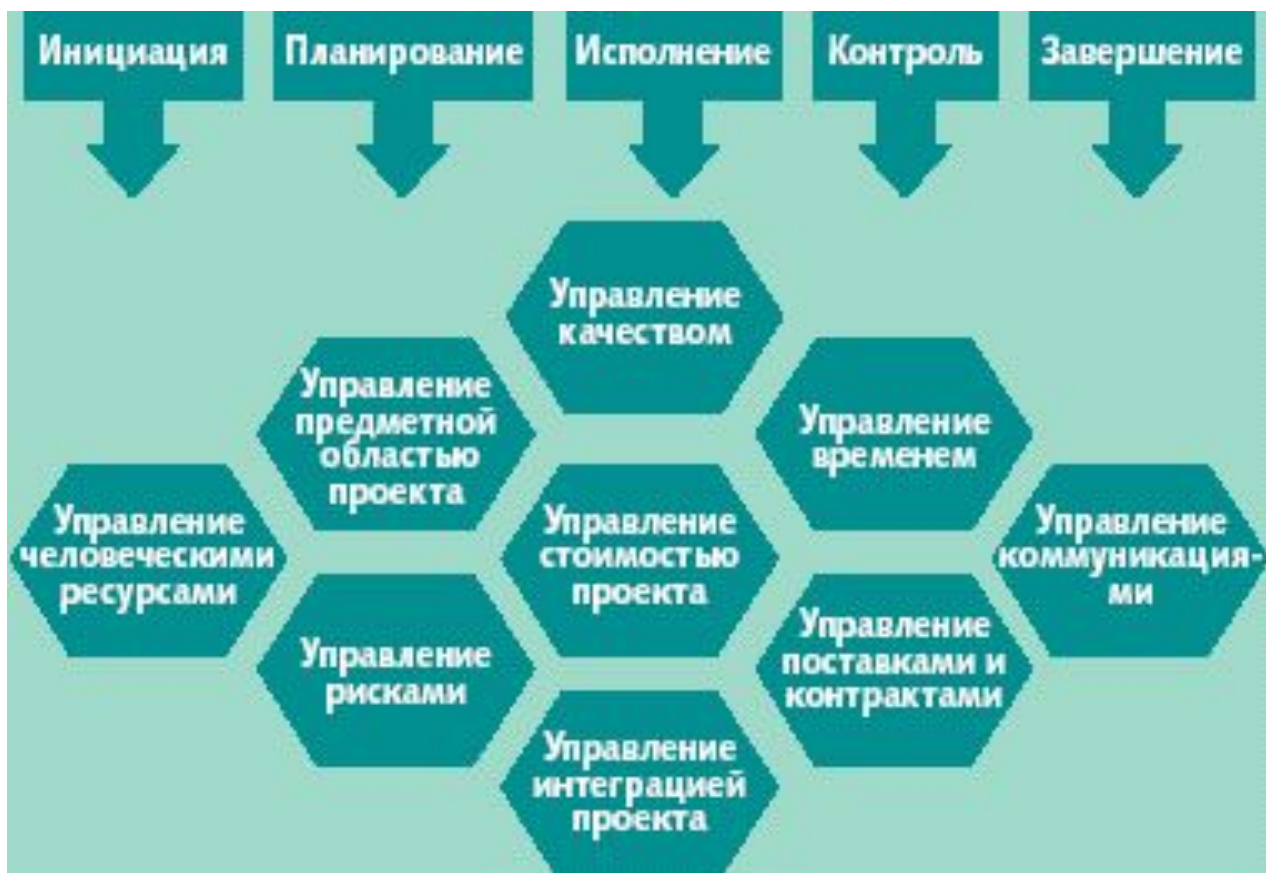 Инициация
Планирование
Исполнение
Контроль
Завершение
Управление
качеством
Управление
предметной
областью
проекта
Управление
временем
Управление
человеческими
ресурсами
Управление
стоимостью
проекта
Управление
коммуникация-
ми
Управление
рисками
Управление
поставками и
контрактами
Управление
интеграцией
проекта